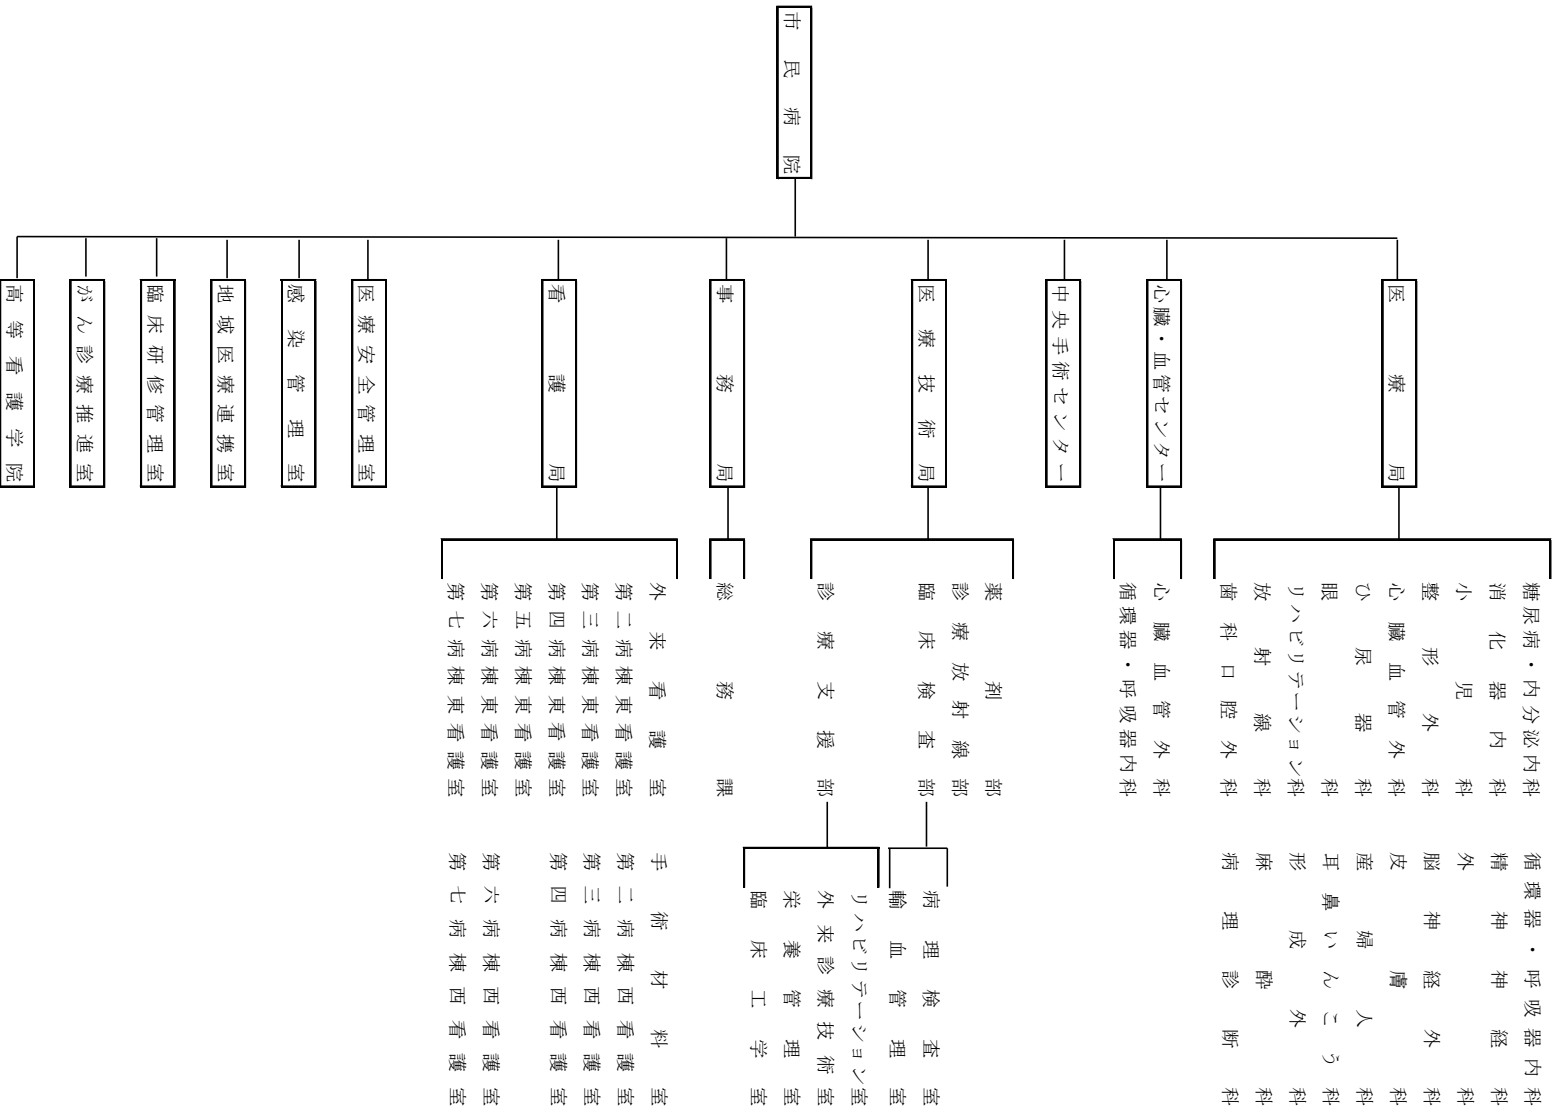 市民病院
医療局
糖尿病・内分泌内科
循環器・呼吸器内科
消化器内科
精神神経科
小児科
外科
整形外科
脳神経外科
心臓血管外科
皮膚科
ひ尿器科
産婦人科
眼科
耳鼻いんこう科
リハビリテーション科
形成外科
放射線科
麻酔科
歯科口腔外科
病理診断科
心臓・血管センター
心臓血管外科
循環器・呼吸器内科
中央手術センター
医療技術局
薬剤部
診療放射線部
臨床検査部
病理検査室
輸血管理室
診療支援部
リハビリテーション室
外来診療技術室
栄養管理室
臨床工学室
事務局
総務課
看護局
外来看護室
手術材料室
第二病棟東看護室
第二病棟西看護室
第三病棟東看護室
第三病棟西看護室
第四病棟東看護室
第四病棟西看護室
第五病棟東看護室
第六病棟東看護室
第六病棟西看護室
第七病棟東看護室
第七病棟西看護室
医療安全管理室
感染管理室
地域医療連携室
臨床研修管理室
がん診療推進室
高等看護学院